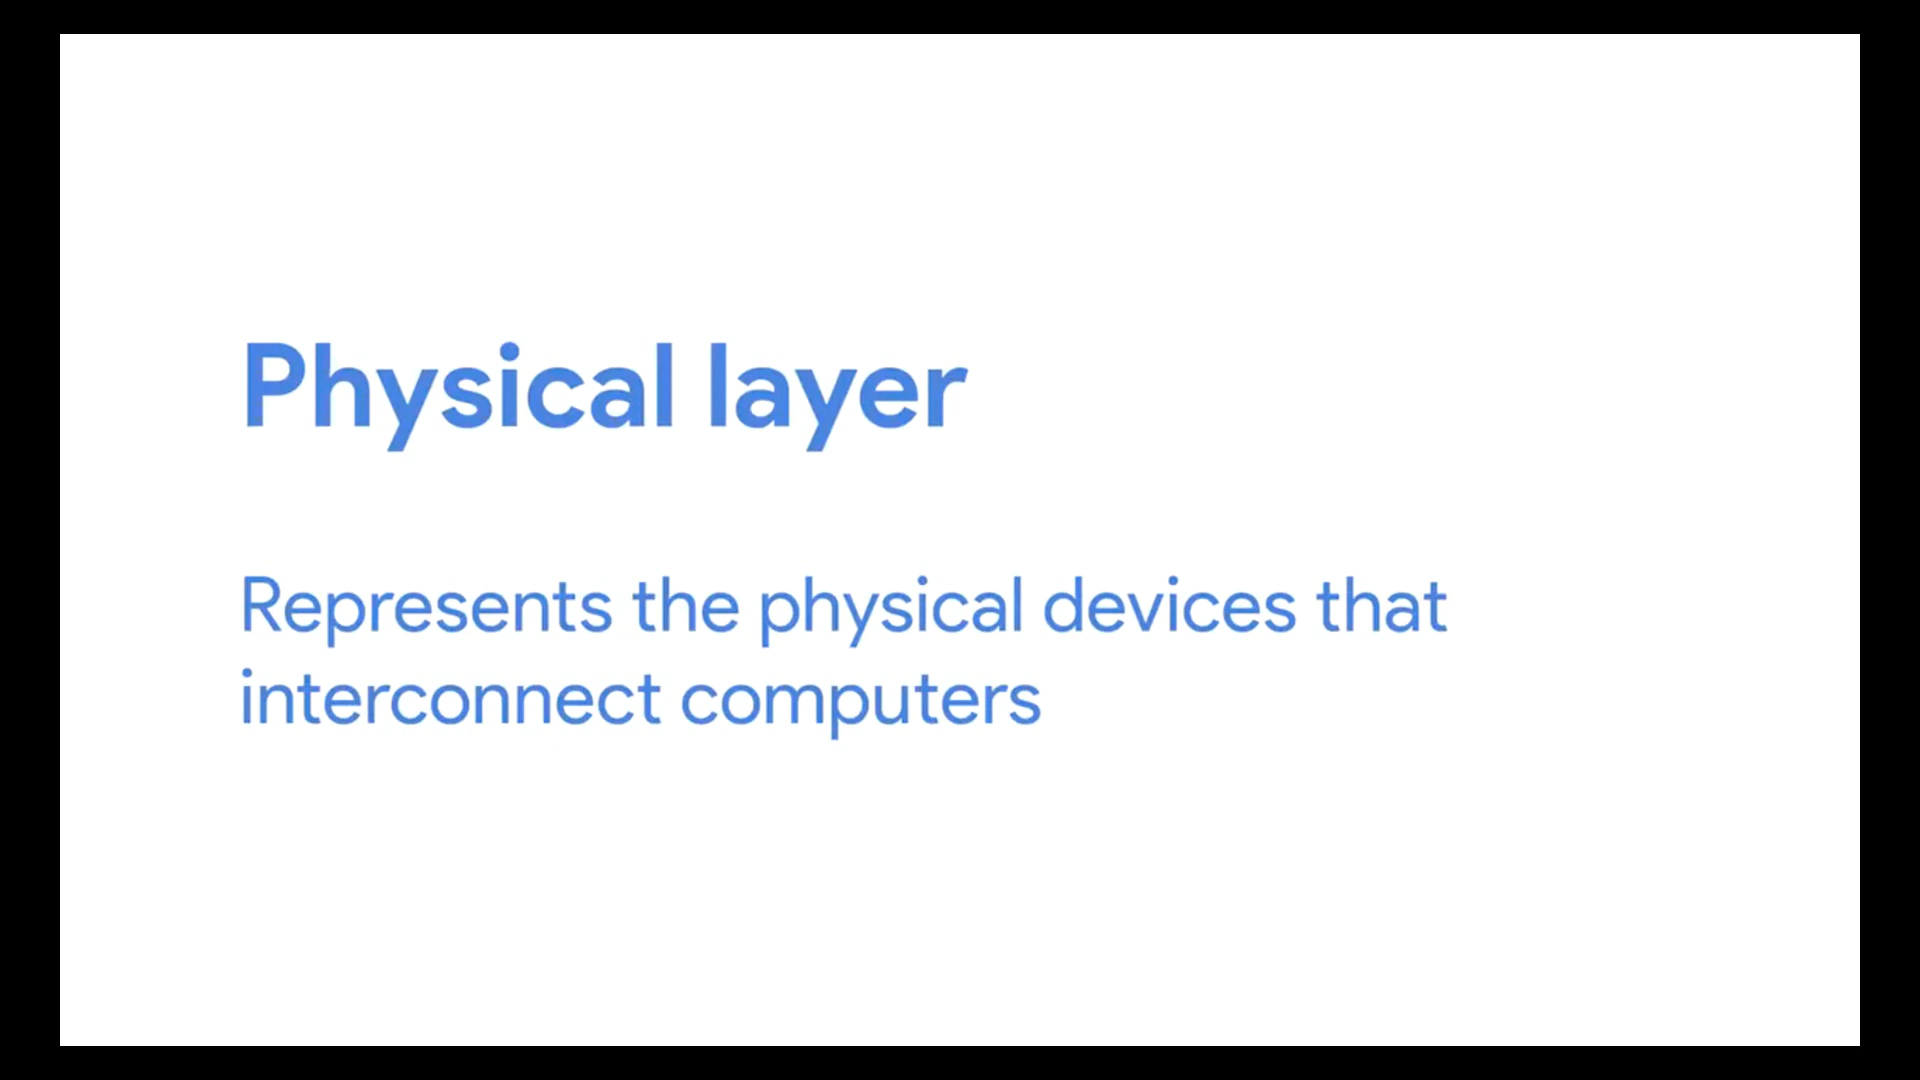 Physical layer
Represents the physical devices that
interconnect computers